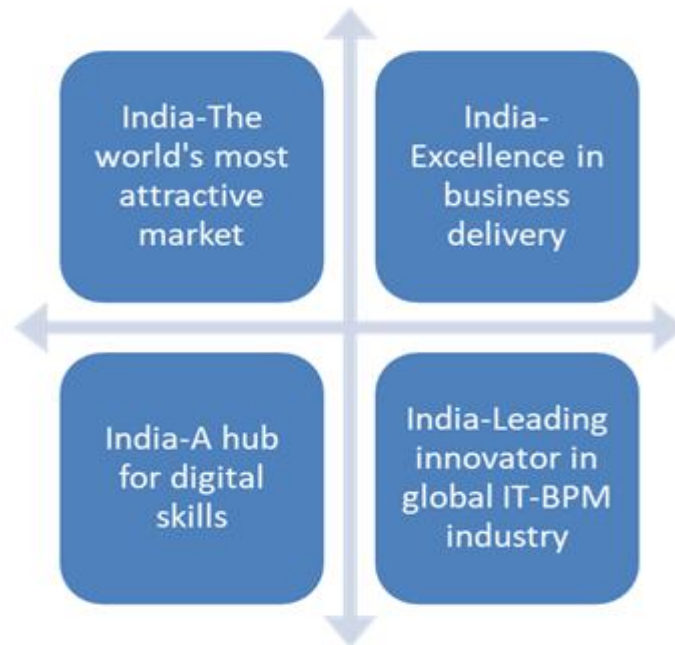 India-The
world's most
attractive
market
India-
Excellence in
business
delivery
India-A hub
for digital
skills
India-Leading
innovator in
global IT-BPM
industry